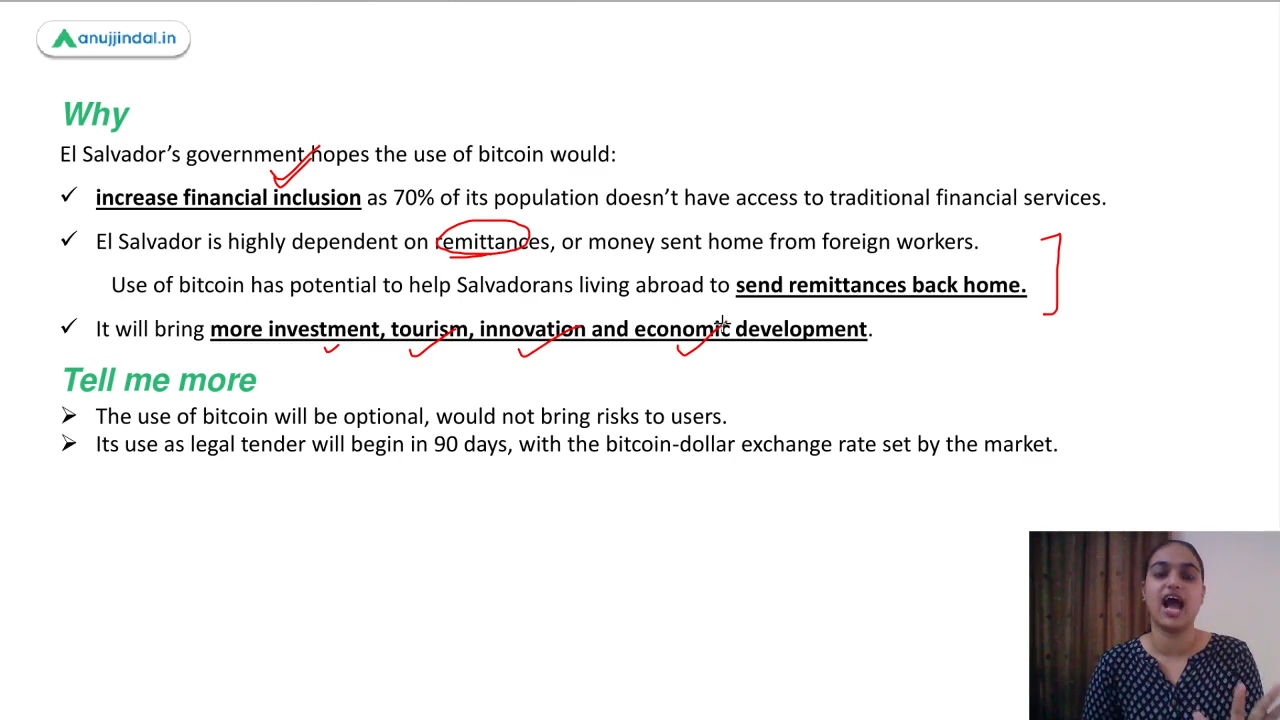 anujjindal.in
Why
El Salvador's government hopes the use of bitcoin would:
✓ increase financial inclusion as 70% of its population doesn't have access to traditional financial services.
✓ El Salvador is highly dependent on remittances, or money sent home from foreign workers.
Use of bitcoin has potential to help Salvadorans living abroad to send remittances back home.
✓ It will bring more investment, tourism, innovation and economic development.
Tell me more
➢ The use of bitcoin will be optional, would not bring risks to users.
➢ Its use as legal tender will begin in 90 days, with the bitcoin-dollar exchange rate set by the market.